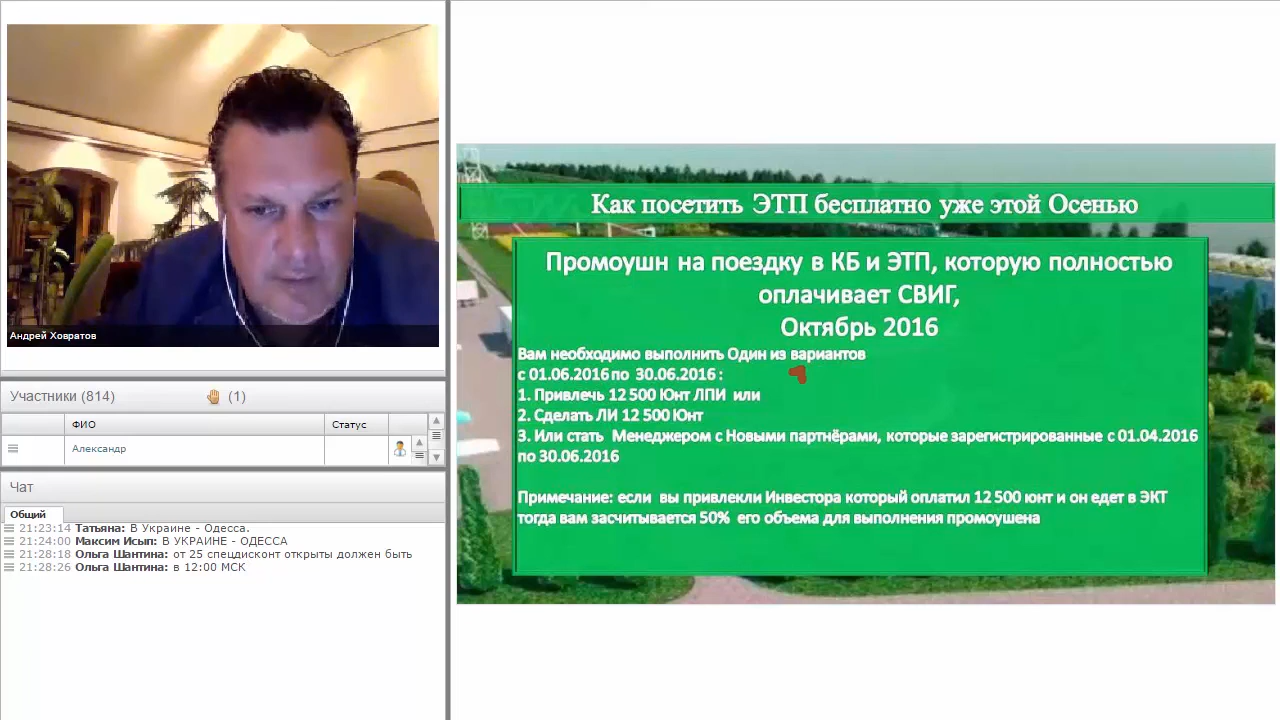 Андрей Ховратов
Участники (814)
(1)
ФИО
Статус
Александр
Чат
Общий
21:23:14 Татьяна: В Украине - Одесса.
21:24:00 Максим Исып: В УКРАИНЕ - ОДЕССА
21:28:18 Ольга Шантина: от 25 спецдисконт открыты должен быть
21:28:26 Ольга Шантина: в 12:00 МСК
Как посетить ЭТП бесплатно уже этой Осенью
Промоушн на поездку в КБ и ЭТП, которую полностью
оплачивает СВИГ,
Октябрь 2016
Вам необходимо выполнить Один из вариантов
с 01.06.2016 по 30.06.2016 :
1. Привлечь 12 500 Юнт ЛПИ или
2. Сделать ЛИ 12 500 Юнт
3. Или стать Менеджером с Новыми партнёрами, которые зарегистрированные с 01.04.2016
по 30.06.2016
Примечание: если вы привлекли Инвестора который оплатил 12 500 юнт и он едет в ЭКТ
тогда вам засчитывается 50% его объема для выполнения промоушена